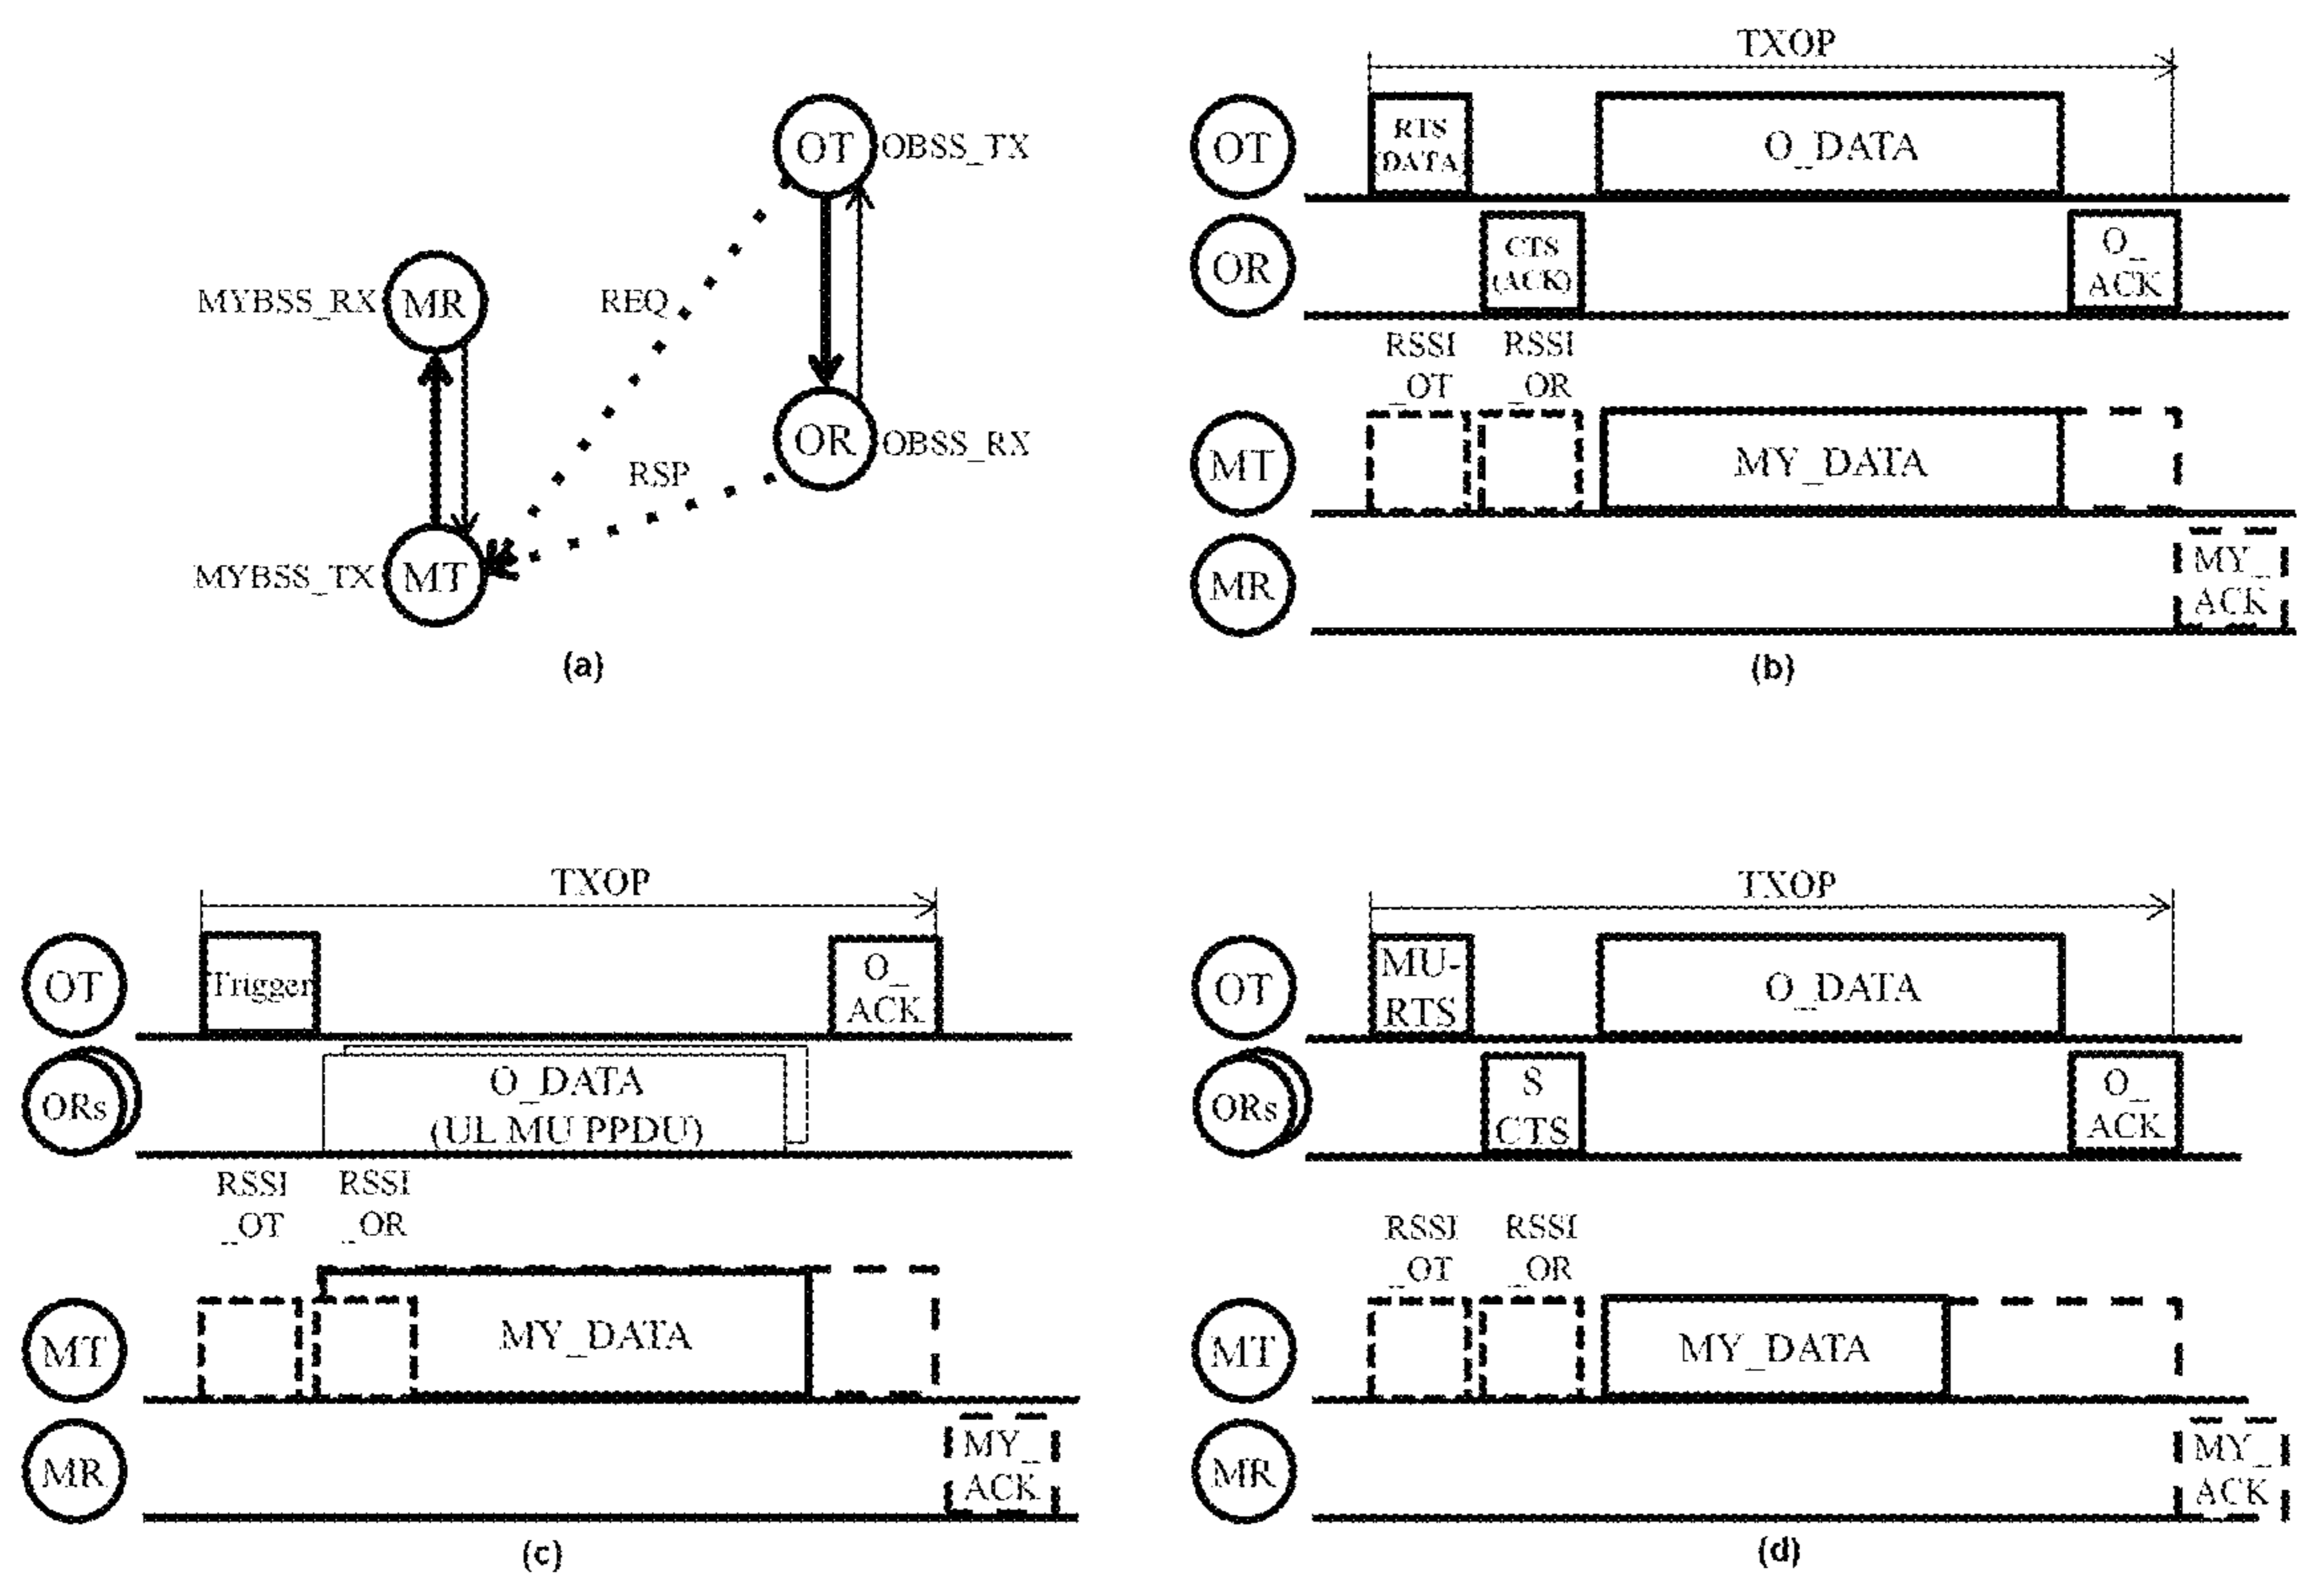 OT OBSS_TX
MYBSS_RX MR
REQ
OR OBSS_RX
RSP
MYBSS_TX MT
(a)
TXOP
OT
RTS
(DATA)
O_DATA
OR
CTS
(ACK)
O_
ACK
RSSI
_OT
RSSI
_OR
MT
MY_DATA
MR
MY_
ACK
(b)
TXOP
OT
Trigger
O_
ACK
ORs
O_DATA
(UL MU PPDU)
RSSI
_OT
RSSI
_OR
MT
MY_DATA
MR
MY_
ACK
(c)
TXOP
OT
MU-
RTS
O_DATA
ORs
S
CTS
O_
ACK
RSSI
_OT
RSSI
_OR
MT
MY_DATA
MR
MY_
ACK
(d)